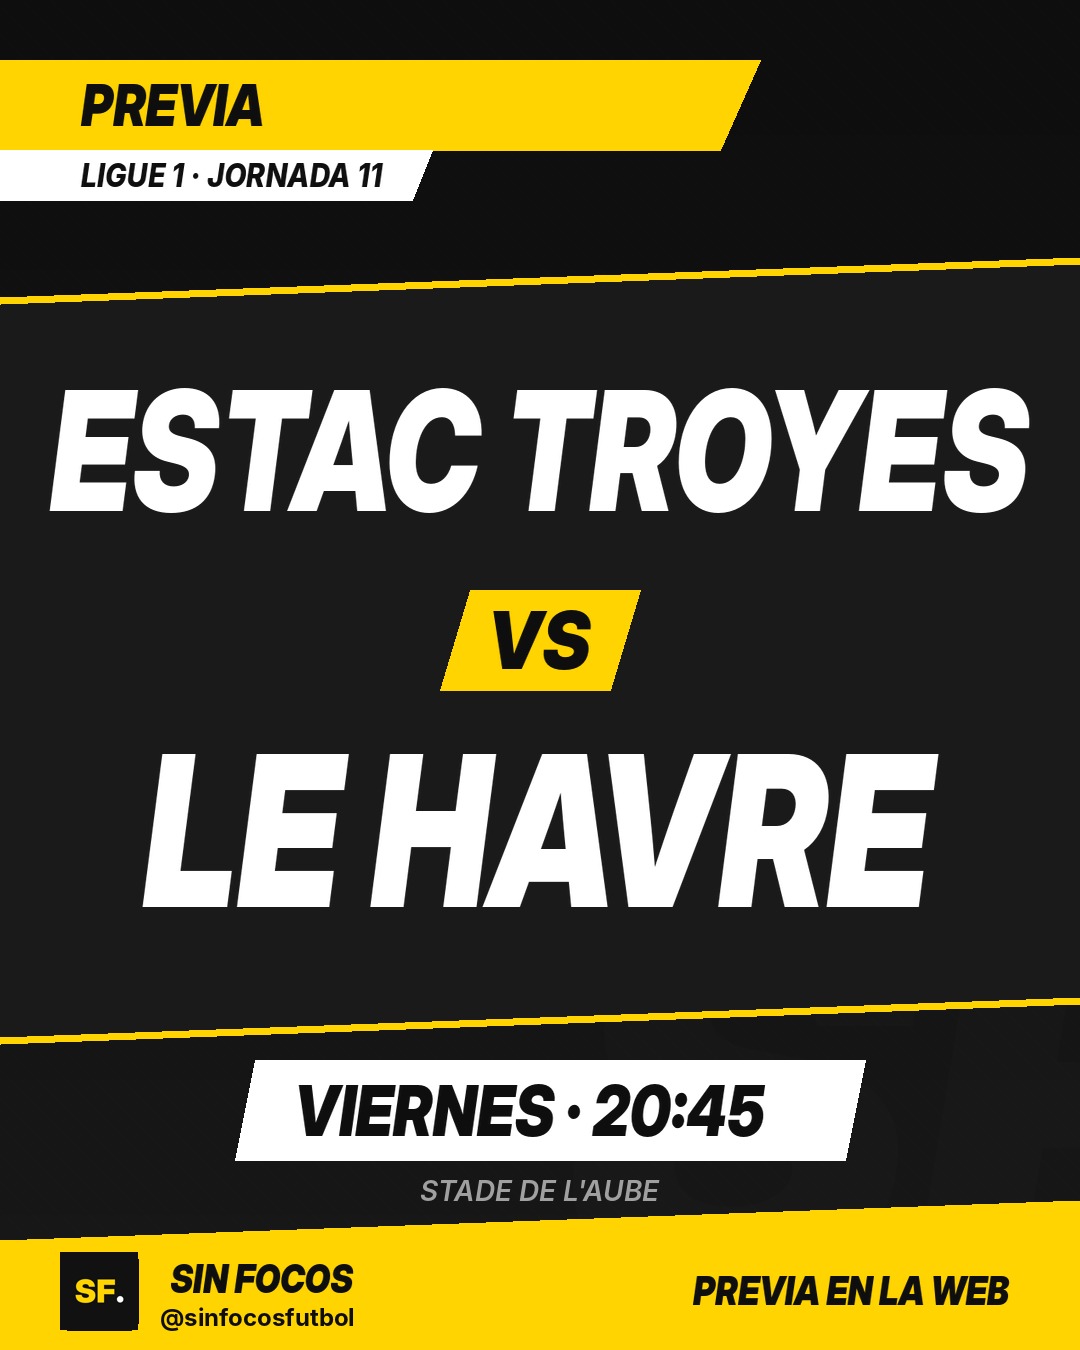 PREVIA
LIGUE 1 · JORNADA 11
ESTAC TROYES
VS
LE HAVRE
VIERNES · 20:45
STADE DE L'AUBE
SF.
SIN FOCOS
@sinfocosfutbol
PREVIA EN LA WEB